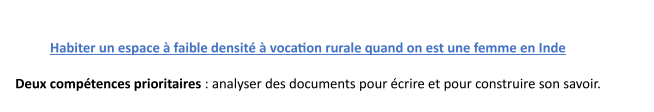 Habiter un espace à faible densité à vocation rurale quand on est une femme en Inde
Deux compétences prioritaires : analyser des documents pour écrire et pour construire son savoir.